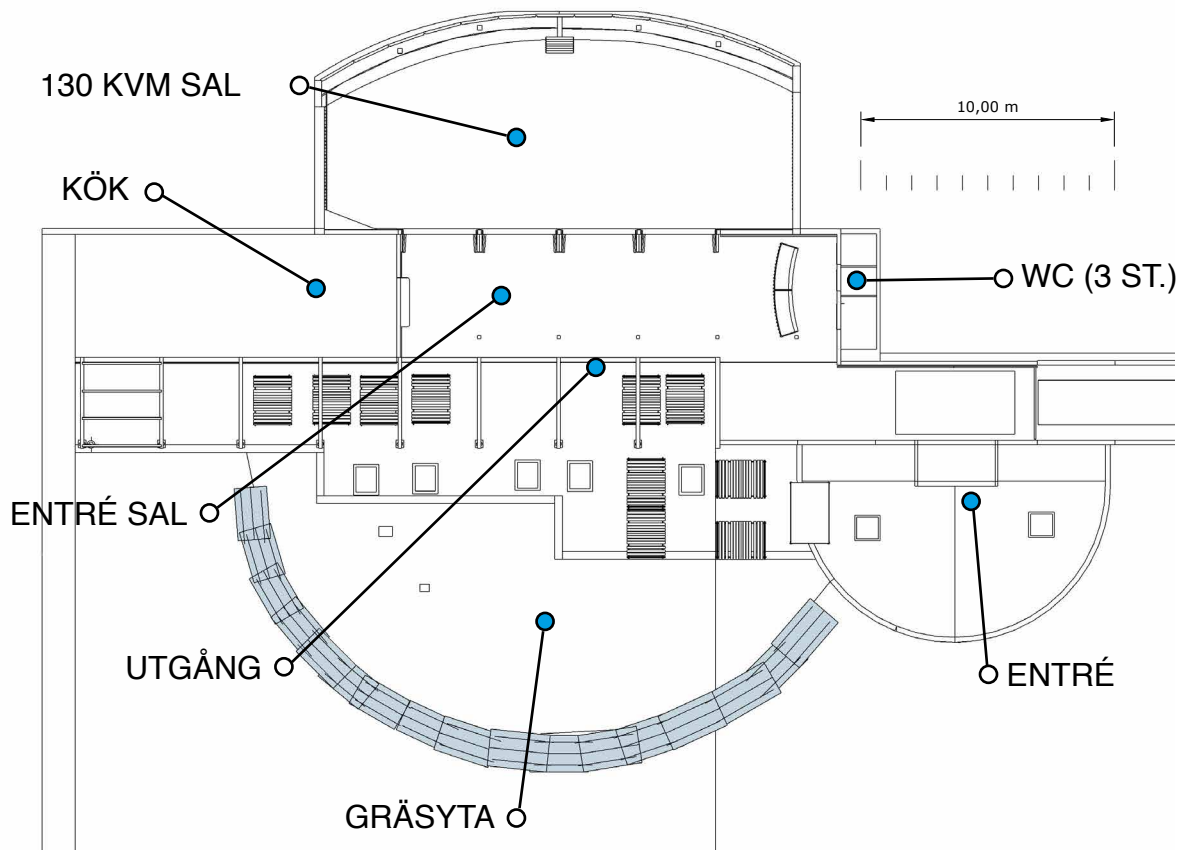 130 KVM SAL
10,00 m
KÖK
WC (3 ST.)
ENTRÉ SAL
UTGÅNG
ENTRÉ
GRÄSYTA